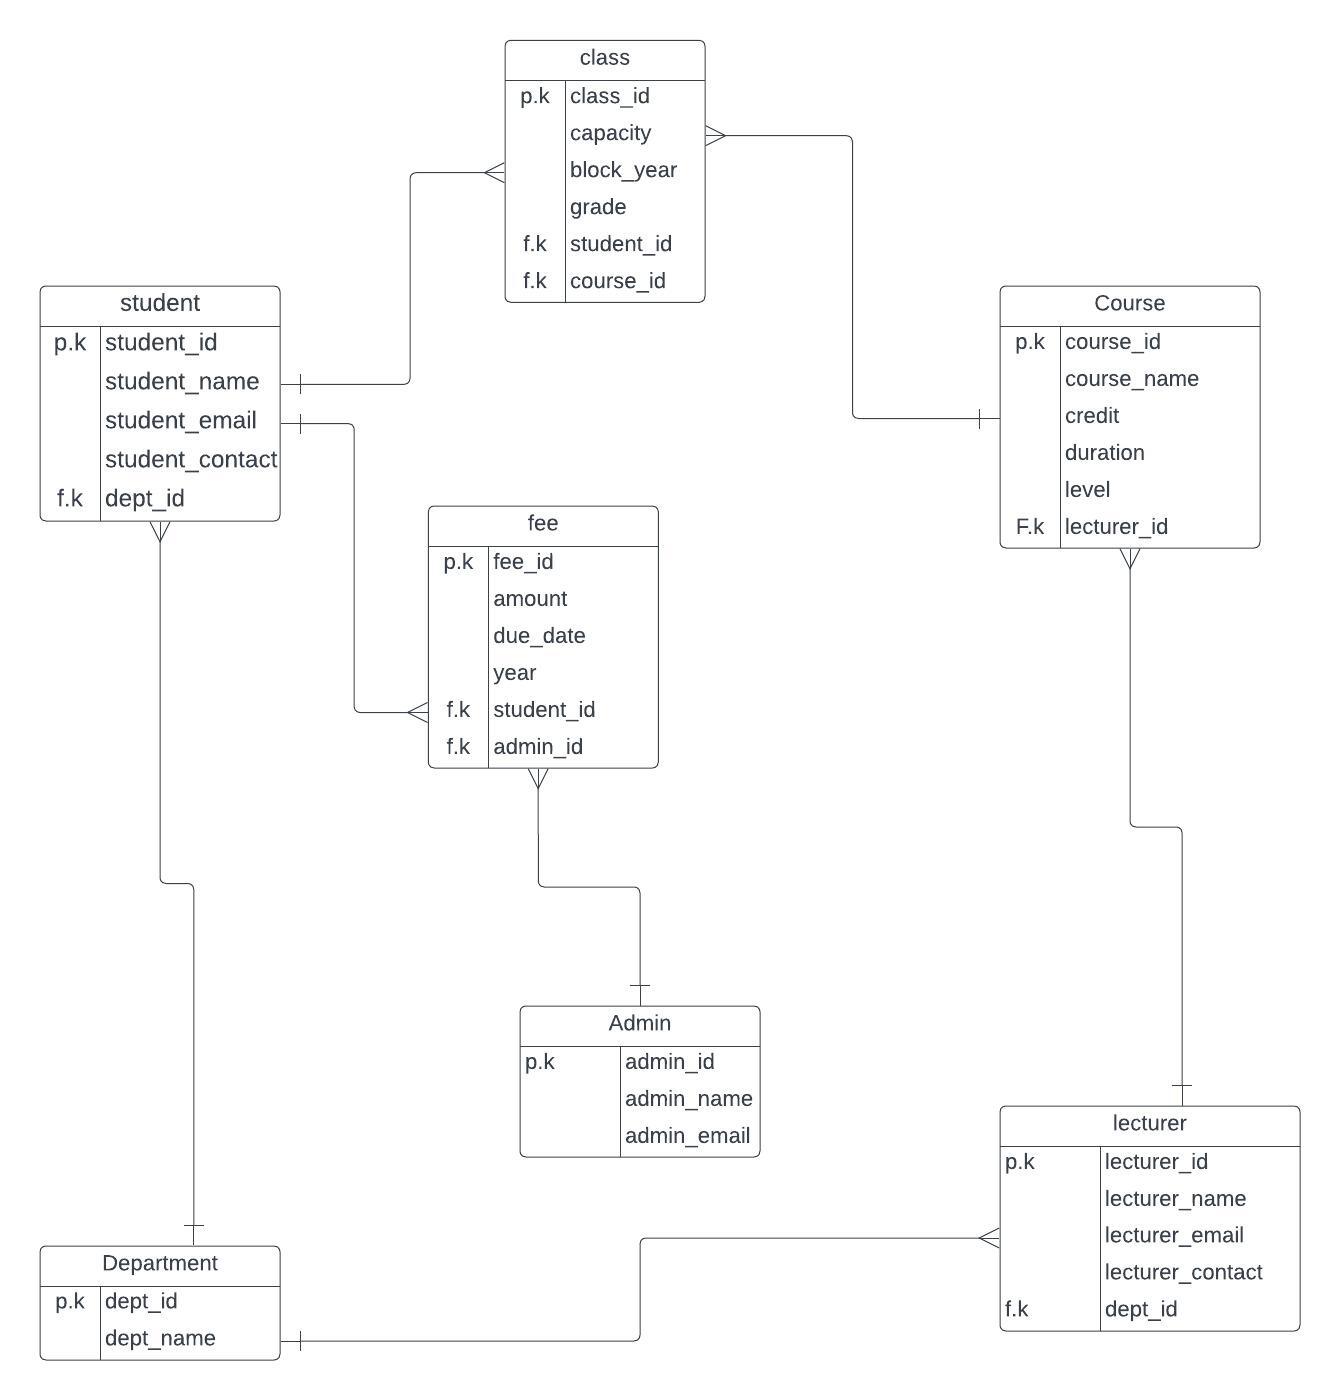 class
p.k class_id
capacity
block_year
grade
f.k student_id
f.k course_id
student
p.k student_id
student_name
student_email
student_contact
f.k dept_id
Course
p.k course_id
course_name
credit
duration
level
F.k lecturer_id
fee
p.k fee_id
amount
due_date
year
f.k student_id
f.k admin_id
Admin
p.k admin_id
admin_name
admin_email
lecturer
p.k lecturer_id
lecturer_name
lecturer_email
lecturer_contact
f.k dept_id
Department
p.k dept_id
dept_name